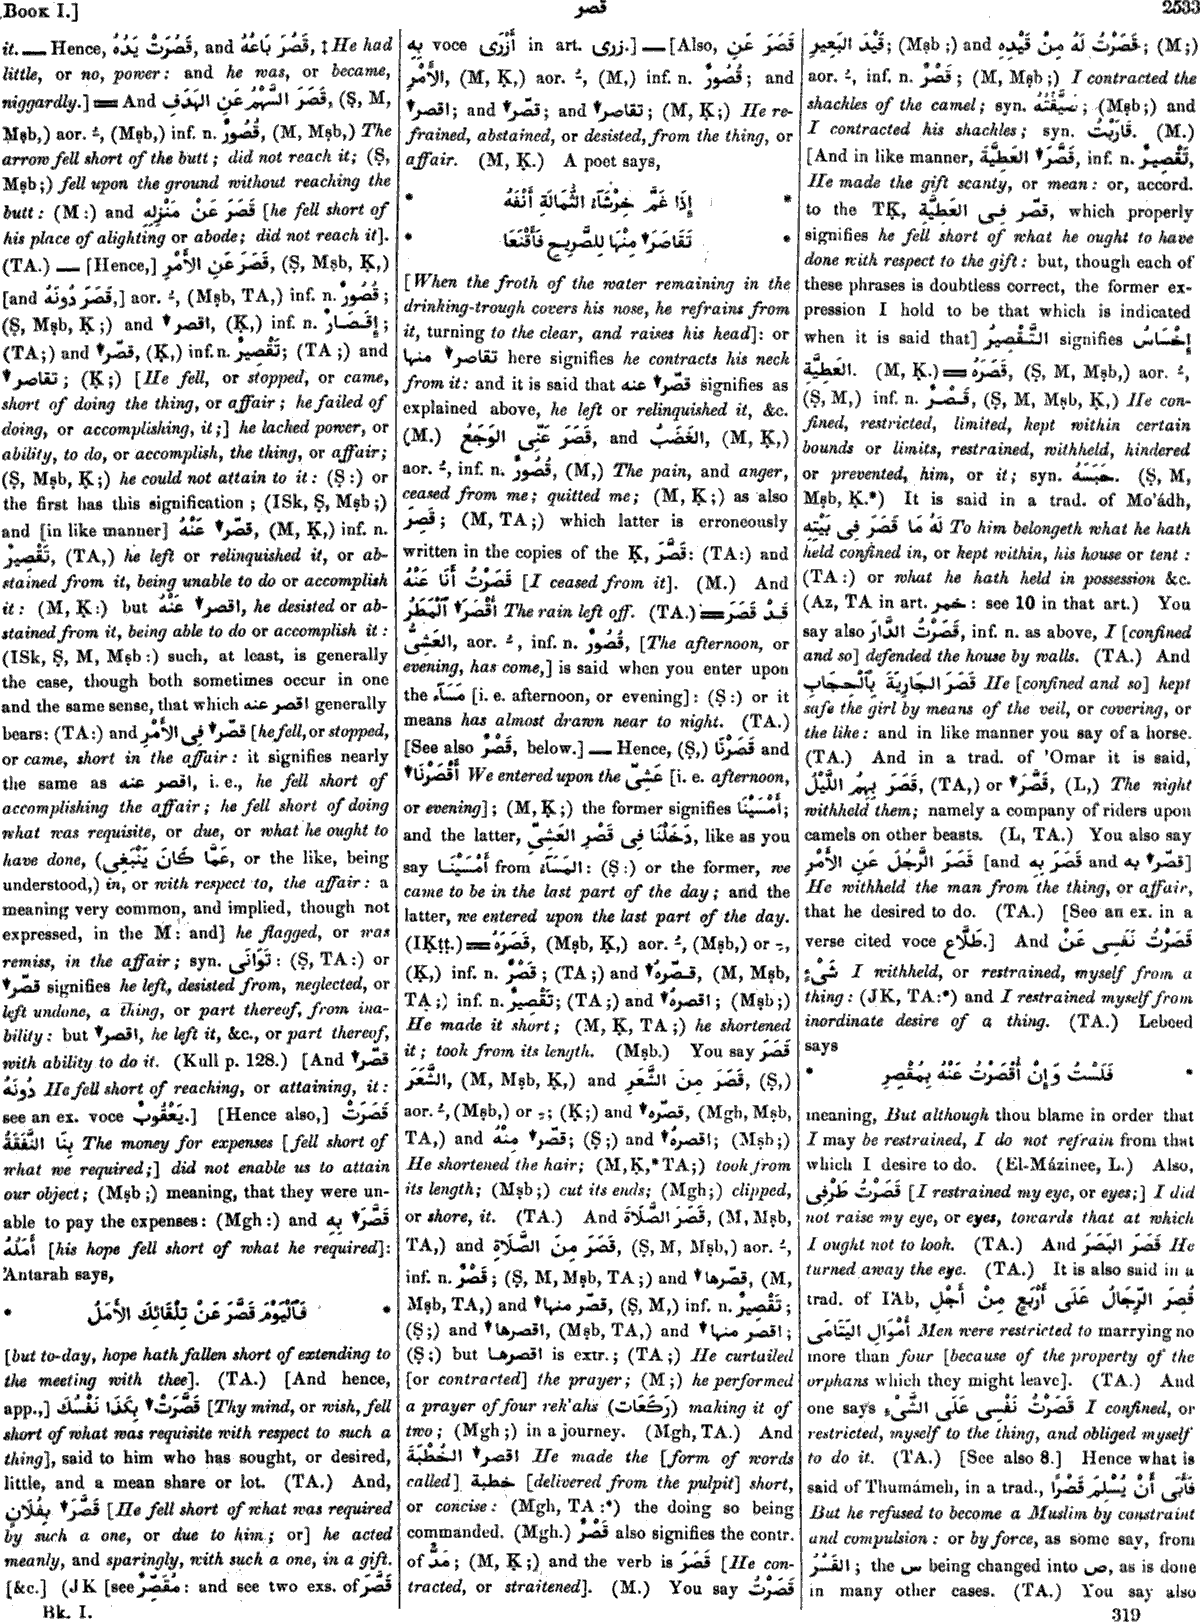 Book I.]
قصر
2533
it. — Hence, قَصُرَتْ يَدُهُ, and قَصُرَ بَاعُهُ, ‡ He had
little, or no, power: and he was, or became,
niggardly.] = And قَصَرَ السَّهْمُ عَنِ الهَدَفِ, (Ṣ, M,
Mṣb,) aor. ـُ, (Mṣb,) inf. n. قُصُورٌ, (M, Mṣb,) The
arrow fell short of the butt; did not reach it; (Ṣ,
Mṣb;) fell upon the ground without reaching the
butt: (M:) and قَصَرَ عَنْ مَنْزِلِهِ [he fell short of
his place of alighting or abode; did not reach it].
(TA.) — [Hence,] قَصَرَ عَنِ الأَمْرِ, (Ṣ, Mṣb, Ḳ,)
[and قَصَرَ دُونَهُ,] aor. ـُ, (Mṣb, TA,) inf. n. قُصُورٌ;
(Ṣ, Mṣb, Ḳ;) and ▼ اقصر, (Ḳ,) inf. n. إِقْصَارٌ;
(TA;) and ▼ قصّر, (Ḳ,) inf. n. تَقْصِيرٌ; (TA;) and
▼ تقاصر; (Ḳ;) [He fell, or stopped, or came,
short of doing the thing, or affair; he failed of
doing, or accomplishing, it;] he lacked power, or
ability, to do, or accomplish, the thing, or affair;
(Ṣ, Mṣb, Ḳ;) he could not attain to it: (Ṣ:) or
the first has this signification; (ISk, Ṣ, Mṣb;)
and [in like manner] ▼ قصّر عَنْهُ, (M, Ḳ,) inf. n.
تَقْصِيرٌ, (TA,) he left or relinquished it, or ab-
stained from it, being unable to do or accomplish
it: (M, Ḳ:) but ▼ اقصر عَنْهُ, he desisted or ab-
stained from it, being able to do or accomplish it:
(ISk, Ṣ, M, Mṣb:) such, at least, is generally
the case, though both sometimes occur in one
and the same sense, that which اقصر عنه generally
bears: (TA:) and ▼ قصّر فِى الأَمْرِ [he fell, or stopped,
or came, short in the affair: it signifies nearly
the same as اقصر عنه, i. e., he fell short of
accomplishing the affair; he fell short of doing
what was requisite, or due, or what he ought to
have done, (عَمَّا كَانَ يَنْبَغِى, or the like, being
understood,) in, or with respect to, the affair: a
meaning very common, and implied, though not
expressed, in the M: and] he flagged, or was
remiss, in the affair; syn. تَوَانَى: (Ṣ, TA:) or
▼ قصّر signifies he left, desisted from, neglected, or
left undone, a thing, or part thereof, from ina-
bility: but ▼ اقصر, he left it, &c., or part thereof,
with ability to do it. (Kull p. 128.) [And ▼ قصّر
دُونَهُ He fell short of reaching, or attaining, it:
see an ex. voce يَعْقُوبٌ.] [Hence also,] قَصَرَتْ
بِنَا النَّفَقَةُ The money for expenses [fell short of
what we required;] did not enable us to attain
our object; (Mṣb;) meaning, that they were un-
able to pay the expenses: (Mgh:) and ▼ قَصَّرَ بِهِ
أَمَلُهُ [his hope fell short of what he required]:
'Antarah says,
* فَٱلْيَوْمَ قَصَّرَ عَنْ تِلْقَائِكَ الأَمَلُ *
[but to-day, hope hath fallen short of extending to
the meeting with thee]. (TA.) [And hence,
app.,] ▼ قَصَّرَتْ بِكَذَا نَفْسُكَ [Thy mind, or wish, fell
short of what was requisite with respect to such a
thing], said to him who has sought, or desired,
little, and a mean share or lot. (TA.) And,
▼ قَصَّرَ بِفُلَانٍ [He fell short of what was required
by such a one, or due to him; or] he acted
meanly, and sparingly, with such a one, in a gift.
[&c.] (JK [see مُقَصِّرٌ: and see two exs. of قَصَّرَ
Bk. I.
بِهِ voce أَزْرَى in art. زرى.] — [Also, قَصَرَ عَنِ
الأَمْرِ, (M, Ḳ,) aor. ـُ, (M,) inf. n. قُصُورٌ; and
▼ اقصر; and ▼ قصّر; and ▼ تقاصر; (M, Ḳ;) He re-
frained, abstained, or desisted, from the thing, or
affair. (M, Ḳ.) A poet says,
* إِذَا غَمَّ خِرْشَآءُ الثُّمَالَةِ أَنْفَهُ *
* تَقَاصَرَ ▼ مِنْهَا لِلصَّرِيحِ فَأَقْنَعَا *
[When the froth of the water remaining in the
drinking-trough covers his nose, he refrains from
it, turning to the clear, and raises his head]: or
▼ تقاصر منها here signifies he contracts his neck
from it: and it is said that ▼ قصّر عنه signifies as
explained above, he left or relinquished it, &c.
(M.) قَصَرَ عَنِّى الوَجَعُ, and الغَضَبُ, (M, Ḳ,)
aor. ـُ, inf. n. قُصُورٌ, (M,) The pain, and anger,
ceased from me; quitted me; (M, Ḳ;) as also
قَصِرَ; (M, TA;) which latter is erroneously
written in the copies of the Ḳ, قَصَّرَ: (TA:) and
قَصَرْتُ أَنَا عَنْهُ [I ceased from it]. (M.) And
▼ أَقْصَرَ المَطَرُ The rain left off. (TA.) = قَدْ قَصَرَ
العَشِىُّ, aor. ـُ, inf. n. قُصُورٌ, [The afternoon, or
evening, has come,] is said when you enter upon
the مَسَآء [i. e. afternoon, or evening]: (Ṣ:) or it
means has almost drawn near to night. (TA.)
[See also قَصْرٌ, below.] — Hence, (Ṣ,) قَصَرْنَا and
▼ أَقْصَرْنَا We entered upon the عَشِىّ [i. e. afternoon,
or evening]; (M, Ḳ;) the former signifies أَمْسَيْنَا;
and the latter, دَخَلْنَا فِى قَصْرِ العَشِىِّ, like as you
say أَمْسَيْنَا from المَسَآءُ: (Ṣ:) or the former, we
came to be in the last part of the day; and the
latter, we entered upon the last part of the day.
(IḲṭṭ.) = قَصَرَهُ, (Mṣb, Ḳ,) aor. ـُ, (Mṣb,) or ـِ,
(Ḳ,) inf. n. قَصْرٌ; (TA;) and ▼ قصّرهُ, (M, Mṣb,
TA;) inf. n. تَقْصِيرٌ; (TA;) and ▼ اقصرهُ; (Mṣb;)
He made it short; (M, Ḳ, TA;) he shortened
it; took from its length. (Mṣb.) You say قَصَرَ
الشَّعَرَ, (M, Mṣb, Ḳ,) and قَصَرَ مِنَ الشَّعَرِ, (Ṣ,)
aor. ـُ, (Mṣb,) or ـِ; (Ḳ;) and ▼ قصّره, (Mgh, Mṣb,
TA,) and ▼ قصّر مِنْهُ; (Ṣ;) and ▼ اقصرهُ; (Mṣb;)
He shortened the hair; (M, Ḳ,* TA;) took from
its length; (Mṣb;) cut its ends; (Mgh;) clipped,
or shore, it. (TA.) And قَصَرَ الصَّلَاةَ, (M, Mṣb,
TA,) and قَصَرَ مِنَ الصَّلَاةِ, (Ṣ, M, Mṣb,) aor. ـُ,
inf. n. قَصْرٌ; (Ṣ, M, Mṣb, TA;) and ▼ قصّرها, (M,
Mṣb, TA,) and ▼ قصّر منها, (Ṣ, M,) inf. n. تَقْصِيرٌ;
(Ṣ;) and ▼ اقصرها, (Mṣb, TA,) and ▼ اقصر منها;
(Ṣ;) but اقصرها is extr.; (TA;) He curtailed
[or contracted] the prayer; (M;) he performed
a prayer of four rek'ahs (رَكَعَات) making it of
two; (Mgh;) in a journey. (Mgh, TA.) And
▼ اقصر الخُطْبَةَ He made the [form of words
called] خطبة [delivered from the pulpit] short,
or concise: (Mgh, TA:*) the doing so being
commanded. (Mgh.) قَصْرٌ also signifies the contr.
of مَدٌّ; (M, Ḳ;) and the verb is قَصَرَ [He con-
tracted, or straitened]. (M.) You say قَصَرْتُ
قَيْدَ البَعِيرِ; (Mṣb;) and قَصَرْتُ لَهُ مِنْ قَيْدِهِ; (M;)
aor. ـُ, inf. n. قَصْرٌ; (M, Mṣb;) I contracted the
shackles of the camel; syn. ضَيَّقْتُهُ; (Mṣb;) and
I contracted his shackles; syn. قَارَبْتُ. (M.)
[And in like manner, ▼ قَصَّرَ العَطِيَّةَ, inf. n. تَقْصِيرٌ,
He made the gift scanty, or mean: or, accord.
to the TḲ, قصّر فِى العَطِيَّةِ, which properly
signifies he fell short of what he ought to have
done with respect to the gift: but, though each of
these phrases is doubtless correct, the former ex-
pression I hold to be that which is indicated
when it is said that] التَّقْصِيرُ signifies إِخْسَاسُ
العَطِيَّةِ. (M, Ḳ.) = قَصَرَهُ, (Ṣ, M, Mṣb,) aor. ـُ,
(Ṣ, M,) inf. n. قَصْرٌ, (Ṣ, M, Mṣb, Ḳ,) He con-
fined, restricted, limited, kept within certain
bounds or limits, restrained, withheld, hindered
or prevented, him, or it; syn. حَبَسَهُ. (Ṣ, M,
Mṣb, Ḳ.*) It is said in a trad. of Mo'ádh,
لَهُ مَا قَصَرَ فِى بَيْتِهِ To him belongeth what he hath
held confined in, or kept within, his house or tent:
(TA:) or what he hath held in possession &c.
(Az, TA in art. خمر: see 10 in that art.) You
say also قَصَرْتُ الدَّارَ, inf. n. as above, I [confined
and so] defended the house by walls. (TA.) And
قَصَرَ الجَارِيَةَ بِٱلْحِجَابِ He [confined and so] kept
safe the girl by means of the veil, or covering, or
the like: and in like manner you say of a horse.
(TA.) And in a trad. of 'Omar it is said,
قَصَرَ بِهِمُ اللَّيْلُ, (TA,) or ▼ قَصَّرَ, (L,) The night
withheld them; namely a company of riders upon
camels on other beasts. (L, TA.) You also say
قَصَرَ الرَّجُلَ عَنِ الأَمْرِ [and قَصَرَ بِهِ and ▼ قصّر به]
He withheld the man from the thing, or affair,
that he desired to do. (TA.) [See an ex. in a
verse cited voce طَلَّاع.] And قَصَرْتُ نَفْسِى عَنْ
شَىْءٍ I withheld, or restrained, myself from a
thing: (JK, TA:*) and I restrained myself from
inordinate desire of a thing. (TA.) Lebeed
says
* فَلَسْتُ وَإِنْ أَقْصَرْتُ عَنْهُ بِمُقْصِرِ *
meaning, But although thou blame in order that
I may be restrained, I do not refrain from that
which I desire to do. (El-Mázinee, L.) Also,
قَصَرْتُ طَرْفِى [I restrained my eye, or eyes;] I did
not raise my eye, or eyes, towards that at which
I ought not to look. (TA.) And قَصَرَ البَصَرَ He
turned away the eye. (TA.) It is also said in a
trad. of I'Ab, قُصِرَ الرِّجَالُ عَلَى أَرْبَعٍ مِنْ أَجْلِ
أَمْوَالِ اليَتَامَى Men were restricted to marrying no
more than four [because of the property of the
orphans which they might leave]. (TA.) And
one says قَصَرْتُ نَفْسِى عَلَى الشَّىْءِ I confined, or
restricted, myself to the thing, and obliged myself
to do it. (TA.) [See also 8.] Hence what is
said of Thumámeh, in a trad., فَأَبَى أَنْ يُسْلِمَ قَصْرًا
But he refused to become a Muslim by constraint
and compulsion: or by force, as some say, from
القَسْرُ; the س being changed into ص, as is done
in many other cases. (TA.) You say also
319